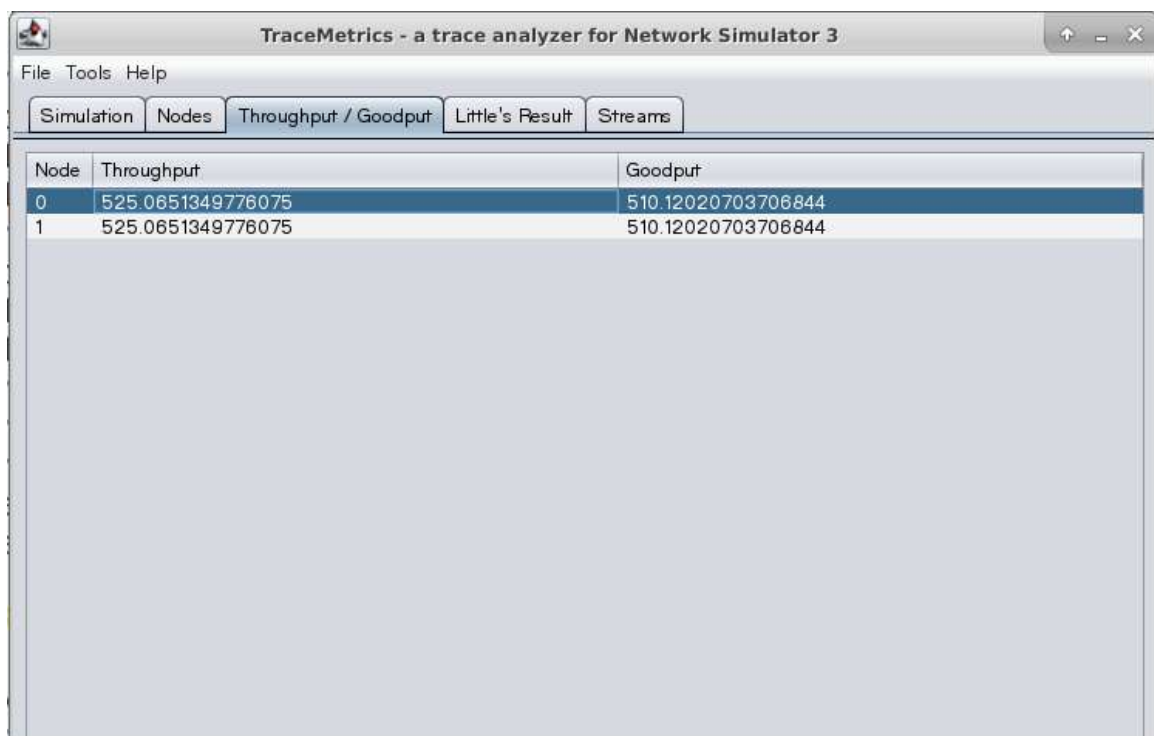 TraceMetrics - a trace analyzer for Network Simulator 3
File Tools Help
Simulation Nodes Throughput / Goodput Little's Result Streams
Node Throughput Goodput
0 525.0651349776075 510.12020703706844
1 525.0651349776075 510.12020703706844